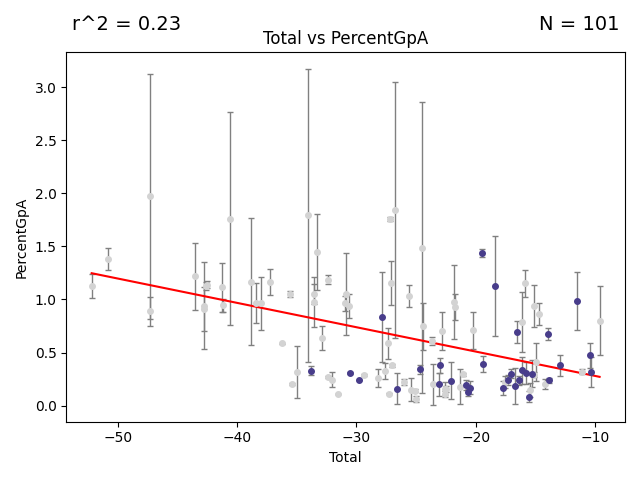 r^2 = 0.23
N = 101
Total vs PercentGpA
PercentGpA
3.0
2.5
2.0
1.5
1.0
0.5
0.0
−50
−40
−30
−20
−10
Total